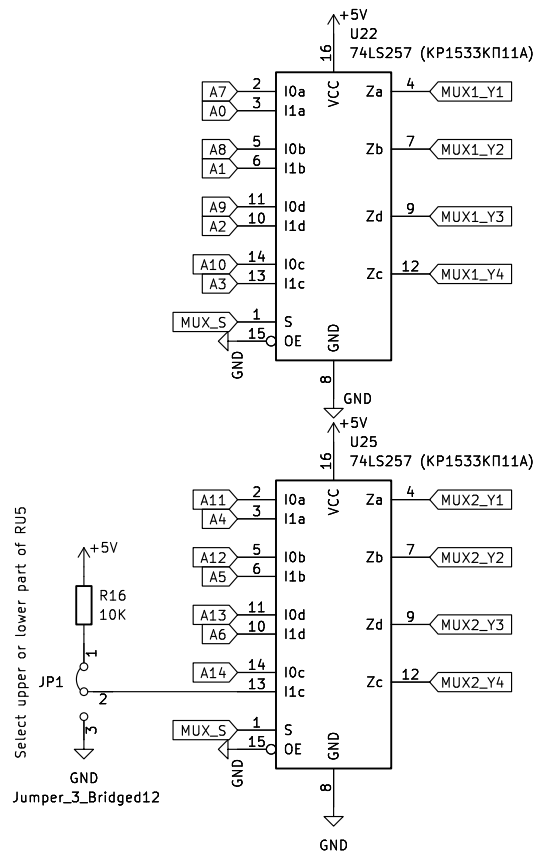 +5V
U22
74LS257 (КР1533КП11А)
16
VCC
A7 2 I0a Za 4 MUX1_Y1
A0 3 I1a
A8 5 I0b Zb 7 MUX1_Y2
A1 6 I1b
A9 11 I0d Zd 9 MUX1_Y3
A2 10 I1d
A10 14 I0c Zc 12 MUX1_Y4
A3 13 I1c
MUX_S 1 S
15 OE
GND
GND
8
GND
+5V
U25
74LS257 (КР1533КП11А)
16
VCC
A11 2 I0a Za 4 MUX2_Y1
A4 3 I1a
A12 5 I0b Zb 7 MUX2_Y2
A5 6 I1b
A13 11 I0d Zd 9 MUX2_Y3
A6 10 I1d
A14 14 I0c Zc 12 MUX2_Y4
13 I1c
MUX_S 1 S
15 OE
GND
GND
8
GND
Select upper or lower part of RU5
+5V
R16
10K
1
JP1
2
3
GND
Jumper_3_Bridged12